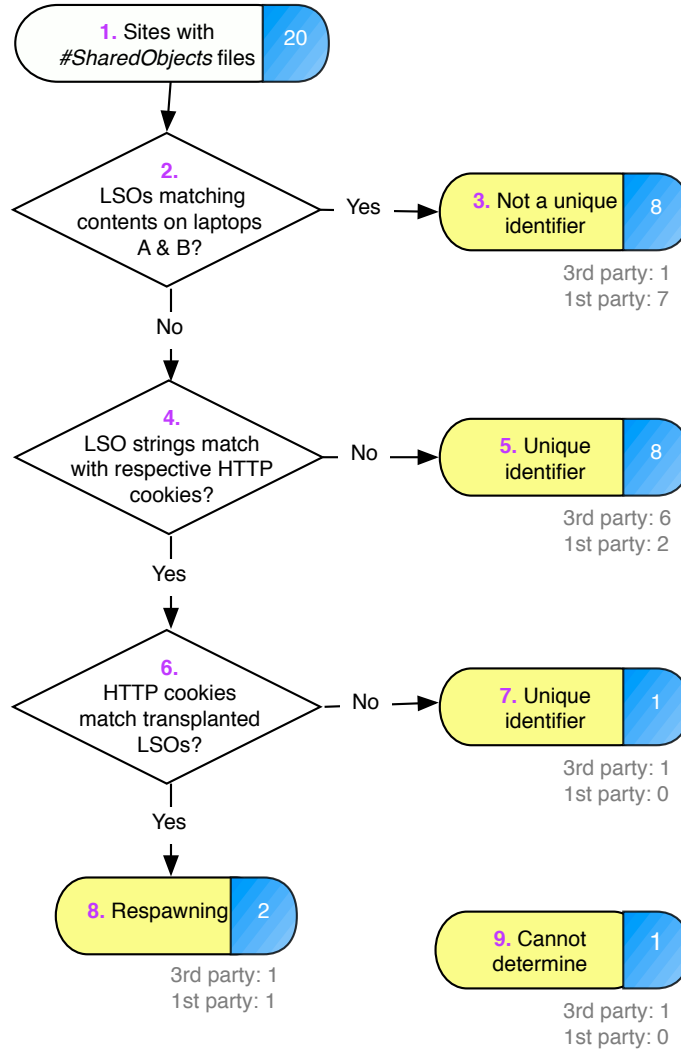 1. Sites with
#SharedObjects files
20
2.
LSOs matching
contents on laptops
A & B?
Yes
3. Not a unique
identifier
8
3rd party: 1
1st party: 7
No
4.
LSO strings match
with respective HTTP
cookies?
No
5. Unique
identifier
8
3rd party: 6
1st party: 2
Yes
6.
HTTP cookies
match transplanted
LSOs?
No
7. Unique
identifier
1
3rd party: 1
1st party: 0
Yes
8. Respawning
2
3rd party: 1
1st party: 1
9. Cannot
determine
1
3rd party: 1
1st party: 0